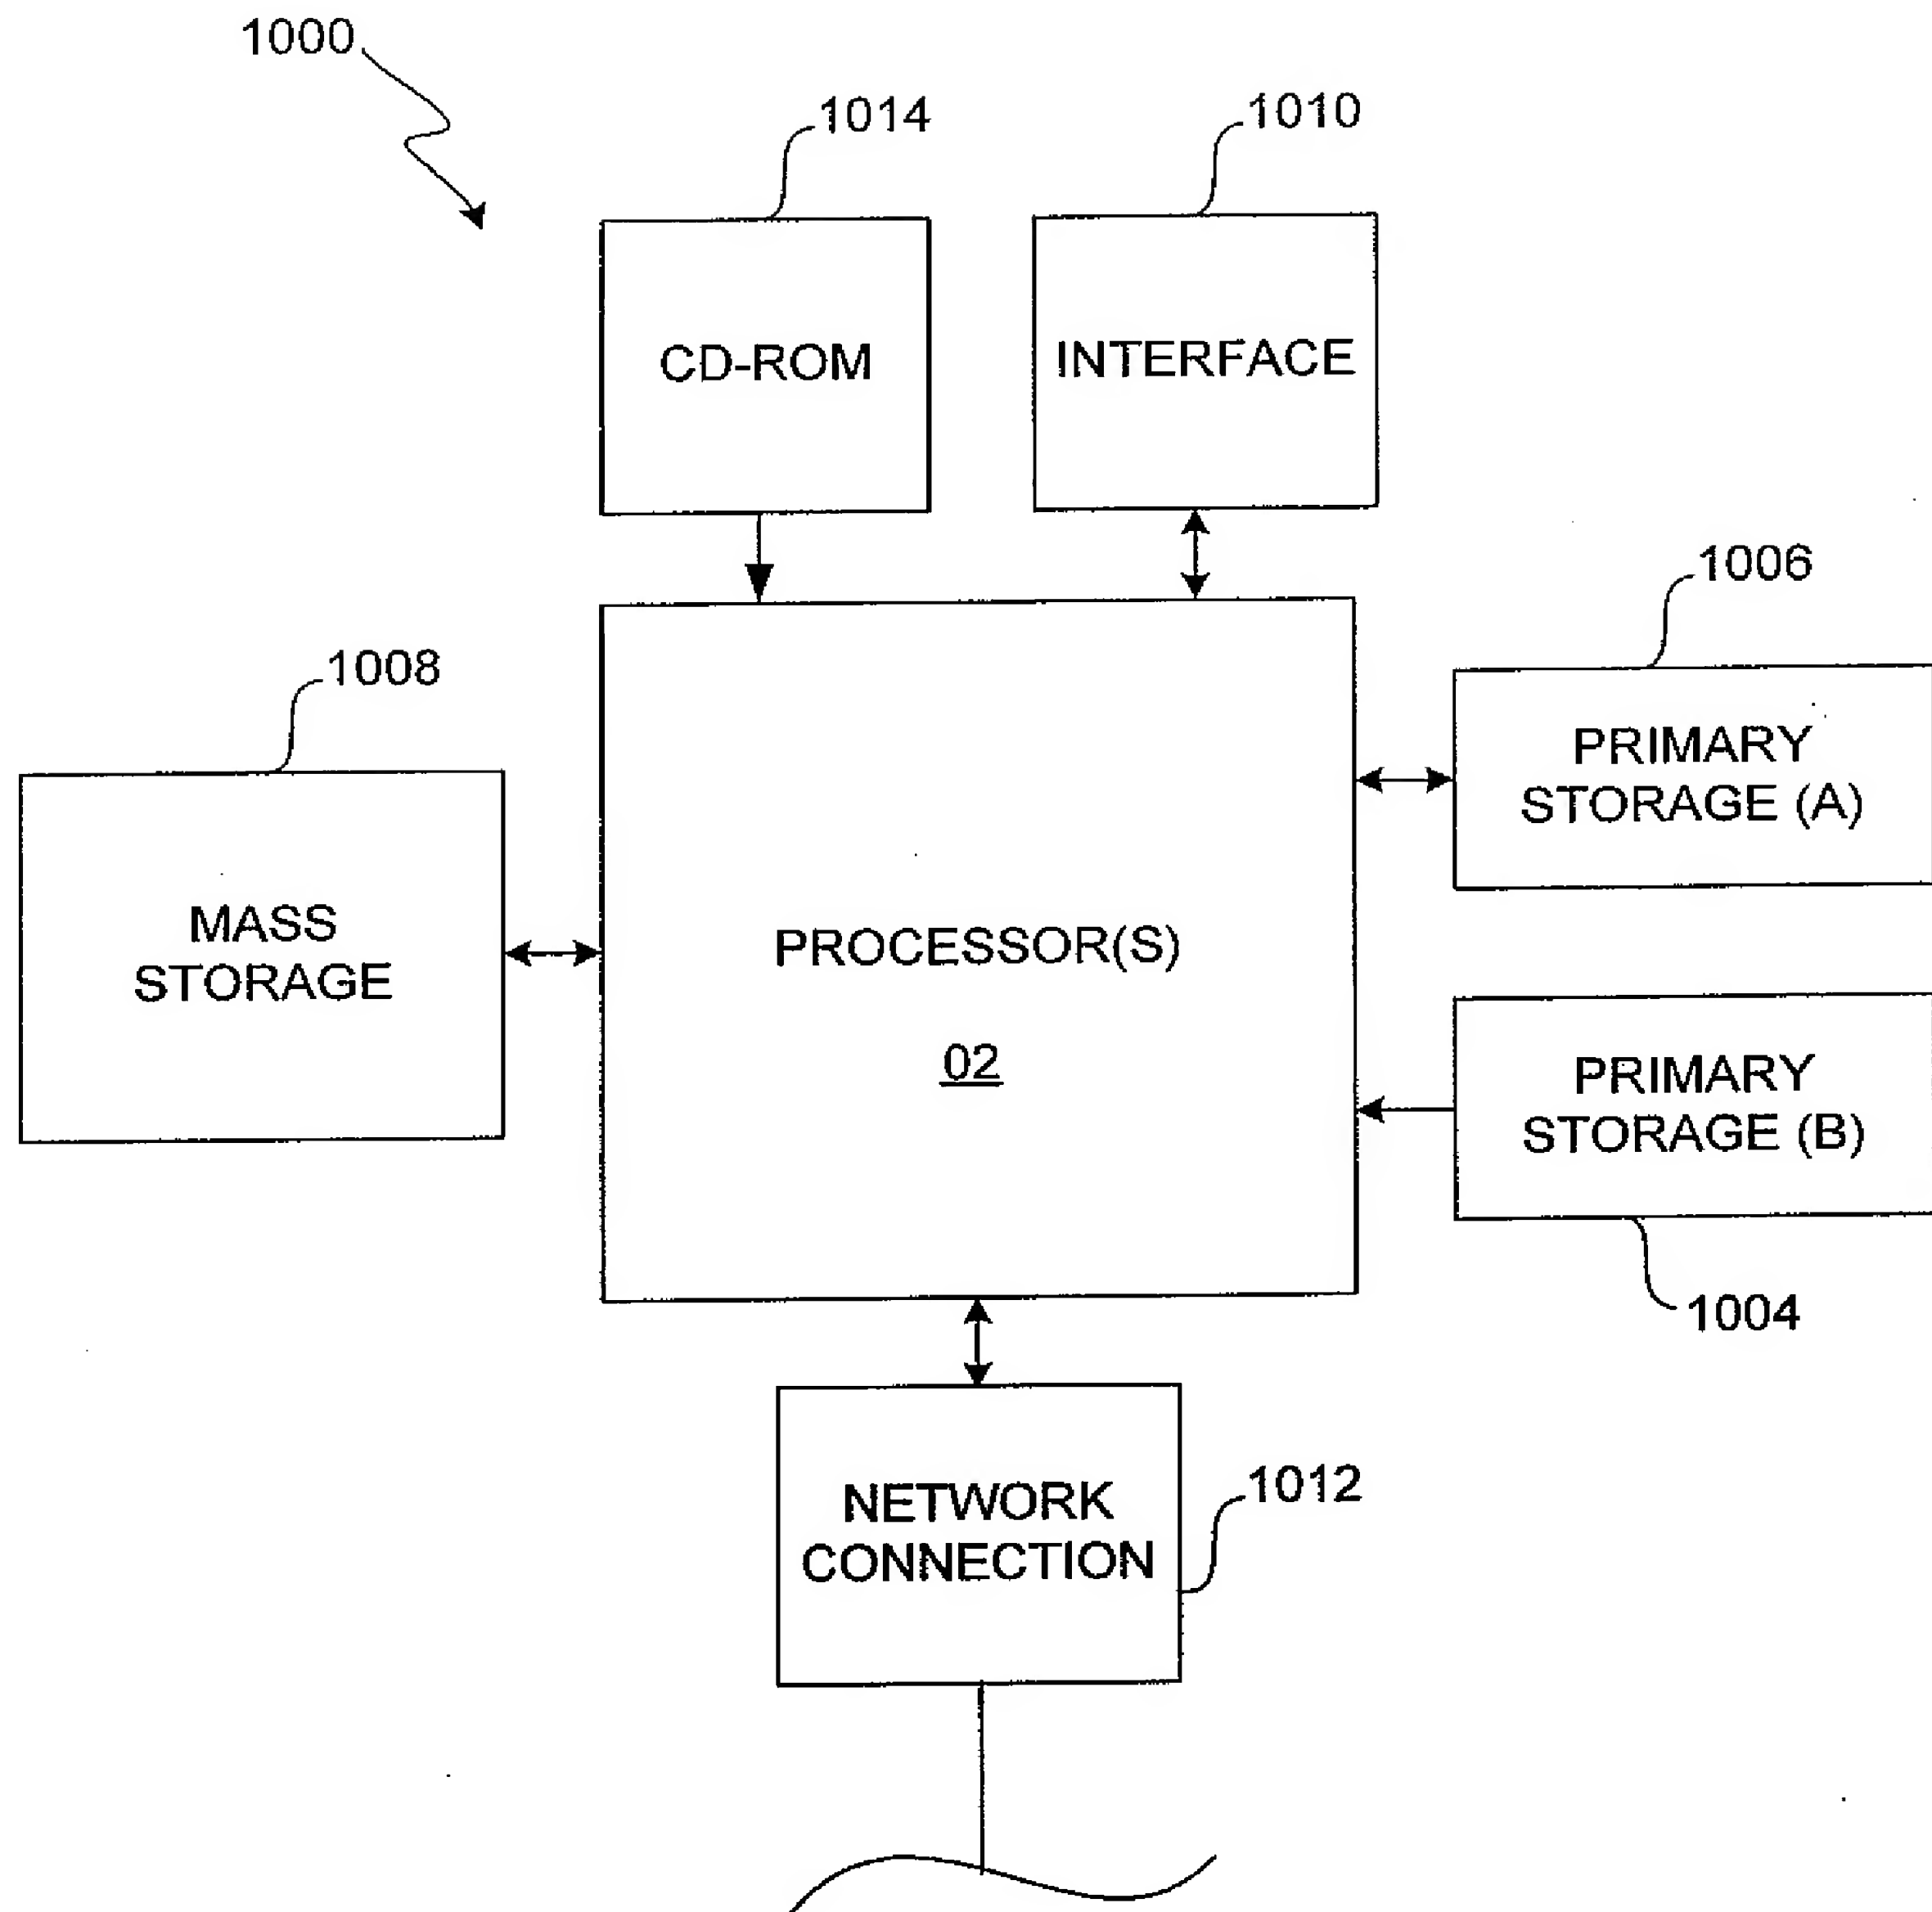 1000
1014
1010
CD-ROM
INTERFACE
1006
1008
PRIMARY
STORAGE (A)
MASS
STORAGE
PROCESSOR(S)
02
PRIMARY
STORAGE (B)
1004
NETWORK
CONNECTION
1012